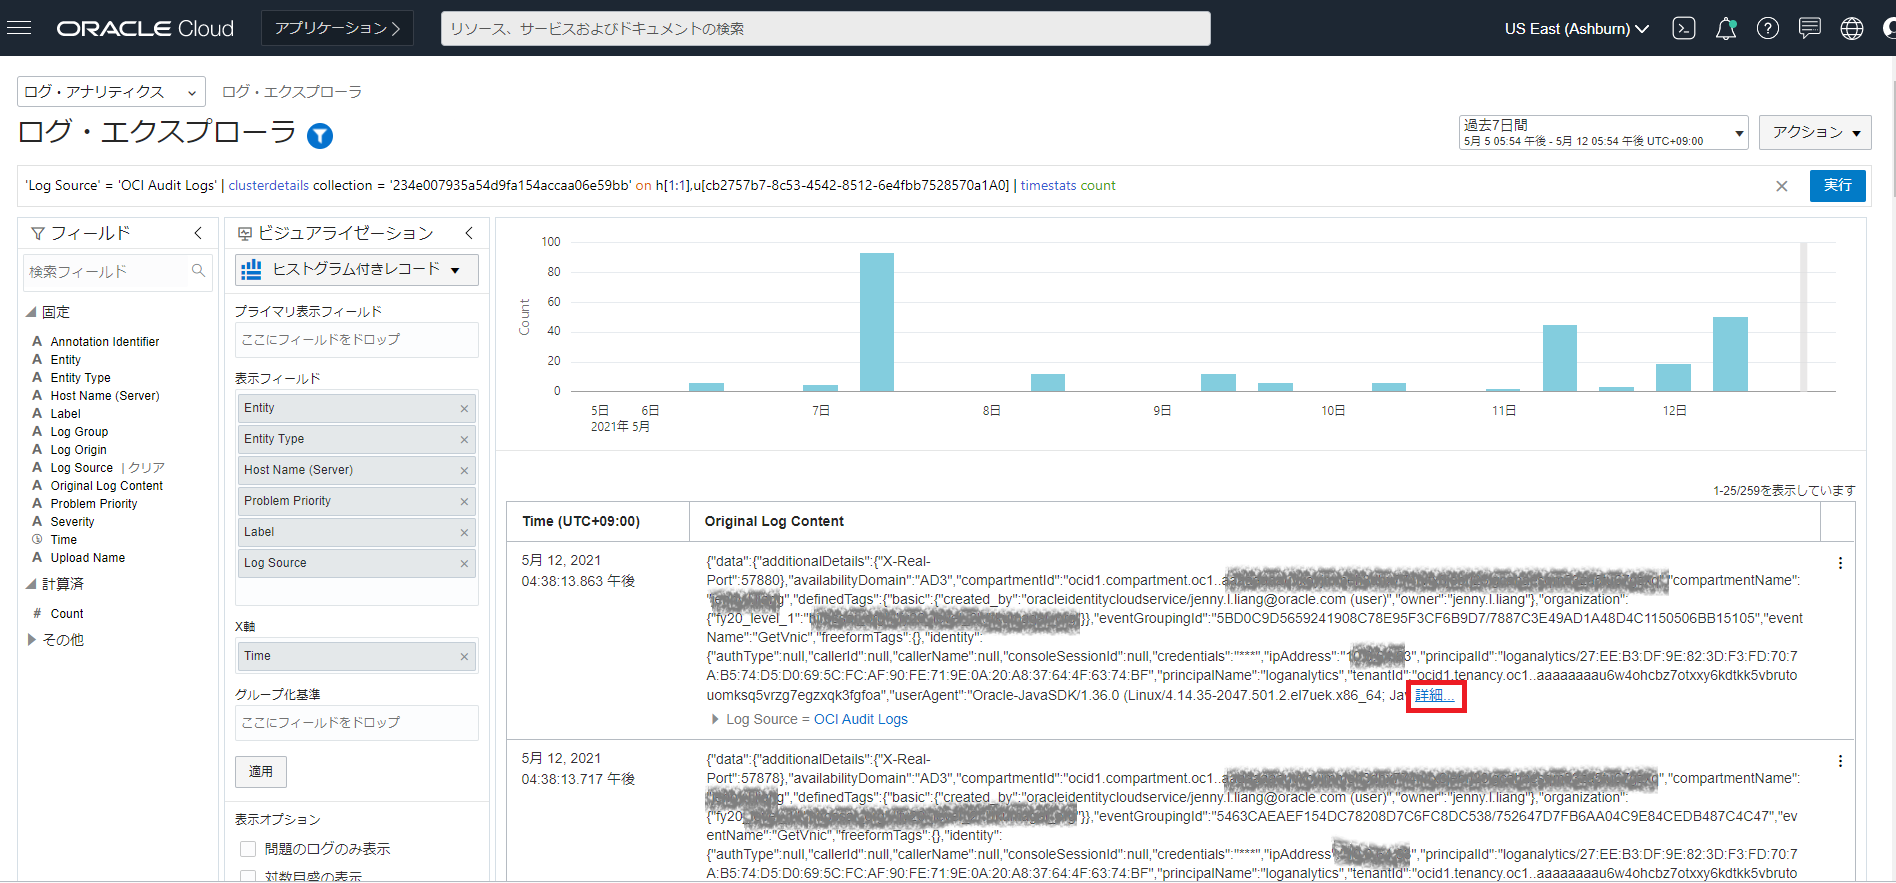 ORACLE Cloud
アプリケーション
リソース、サービスおよびドキュメントの検索
US East (Ashburn)
ログ・アナリティクス
ログ・エクスプローラ
ログ・エクスプローラ
過去7日間
5月 5 05:54 午後 - 5月 12 05:54 午後 UTC+09:00
アクション
'Log Source' = 'OCI Audit Logs' | clusterdetails collection = '234e007935a54d9fa154accaa06e59bb' on h[1:1],u[cb2757b7-8c53-4542-8512-6e4fbb7528570a1A0] | timestats count
実行
フィールド
検索フィールド
固定
Annotation Identifier
Entity
Entity Type
Host Name (Server)
Label
Log Group
Log Origin
Log Source | クリア
Original Log Content
Problem Priority
Severity
Time
Upload Name
計算済
# Count
その他
ビジュアライゼーション
ヒストグラム付きレコード
プライマリ表示フィールド
ここにフィールドをドロップ
表示フィールド
Entity
Entity Type
Host Name (Server)
Problem Priority
Label
Log Source
X軸
Time
グループ化基準
ここにフィールドをドロップ
適用
表示オプション
問題のログのみ表示
対数目盛の表示
Count
100
80
60
40
20
0
5日 6日 7日 8日 9日 10日 11日 12日
2021年 5月
1-25/259を表示しています
Time (UTC+09:00)
Original Log Content
5月 12, 2021
04:38:13.863 午後
{"data":{"additionalDetails":{"X-Real-
Port":57880},"availabilityDomain":"AD3","compartmentId":"ocid1.compartment.oc1.. ","compartmentName":
","definedTags":{"basic":{"created_by":"oracleidentitycloudservice/jenny.l.liang@oracle.com (user)","owner":"jenny.l.liang"},"organization":
{"fy20_level_1":" }},"eventGroupingId":"5BD0C9D5659241908C78E95F3CF6B9D7/7887C3E49AD1A48D4C1150506BB15105","event
Name":"GetVnic","freeformTags":{},"identity":
{"authType":null,"callerId":null,"callerName":null,"consoleSessionId":null,"credentials":"***","ipAddress":" ","principalId":"loganalytics/27:EE:B3:DF:9E:82:3D:F3:FD:70:7
A:B5:74:D5:D0:69:5C:FC:AF:90:FE:71:9E:0A:20:A8:37:64:4F:63:74:BF","principalName":"loganalytics","tenantId":"ocid1.tenancy.oc1..aaaaaaaau6w4ohcbz7otxxy6kdtkk5vbruto
uomksq5vrzg7egzxqk3fgfoa","userAgent":"Oracle-JavaSDK/1.36.0 (Linux/4.14.35-2047.501.2.el7uek.x86_64; Jav 詳細...
Log Source = OCI Audit Logs
5月 12, 2021
04:38:13.717 午後
{"data":{"additionalDetails":{"X-Real-
Port":57878},"availabilityDomain":"AD3","compartmentId":"ocid1.compartment.oc1.. ","compartmentName":
","definedTags":{"basic":{"created_by":"oracleidentitycloudservice/jenny.l.liang@oracle.com (user)","owner":"jenny.l.liang"},"organization":
{"fy20 "}},"eventGroupingId":"5463CAEAEF154DC78208D7C6FC8DC538/752647D7FB6AA04C9E84CEDB487C4C47","ev
entName":"GetVnic","freeformTags":{},"identity":
{"authType":null,"callerId":null,"callerName":null,"consoleSessionId":null,"credentials":"***","ipAddress" ","principalId":"loganalytics/27:EE:B3:DF:9E:82:3D:F3:FD:70:7
A:B5:74:D5:D0:69:5C:FC:AF:90:FE:71:9E:0A:20:A8:37:64:4F:63:74:BF","principalName":"loganalytics","tenantId":"ocid1.tenancy.oc1..aaaaaaaau6w4ohcbz7otxxy6kdtkk5vbruto